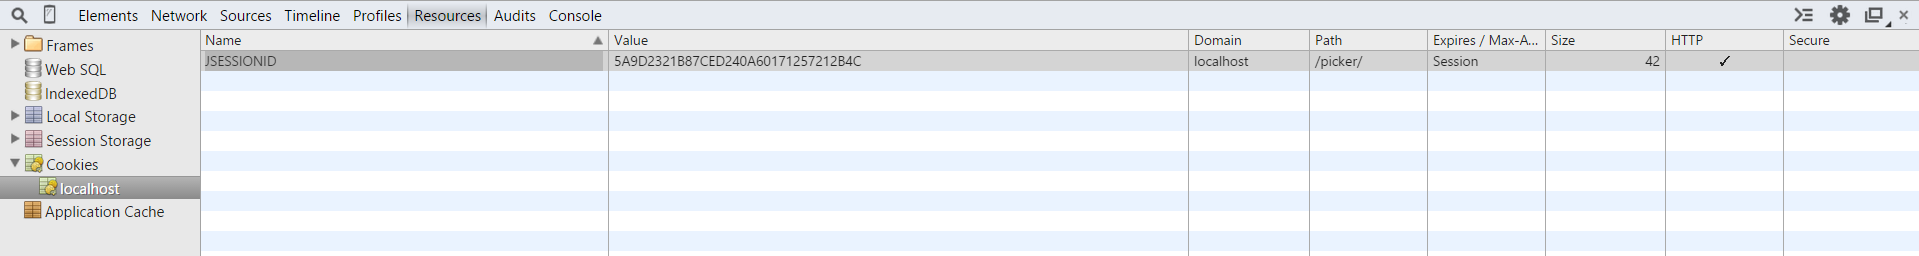 Elements Network Sources Timeline Profiles Resources Audits Console
Frames
Web SQL
IndexedDB
Local Storage
Session Storage
Cookies
localhost
Application Cache
Name Value Domain Path Expires / Max-A... Size HTTP Secure
JSESSIONID 5A9D2321B87CED240A60171257212B4C localhost /picker/ Session 42 ✓